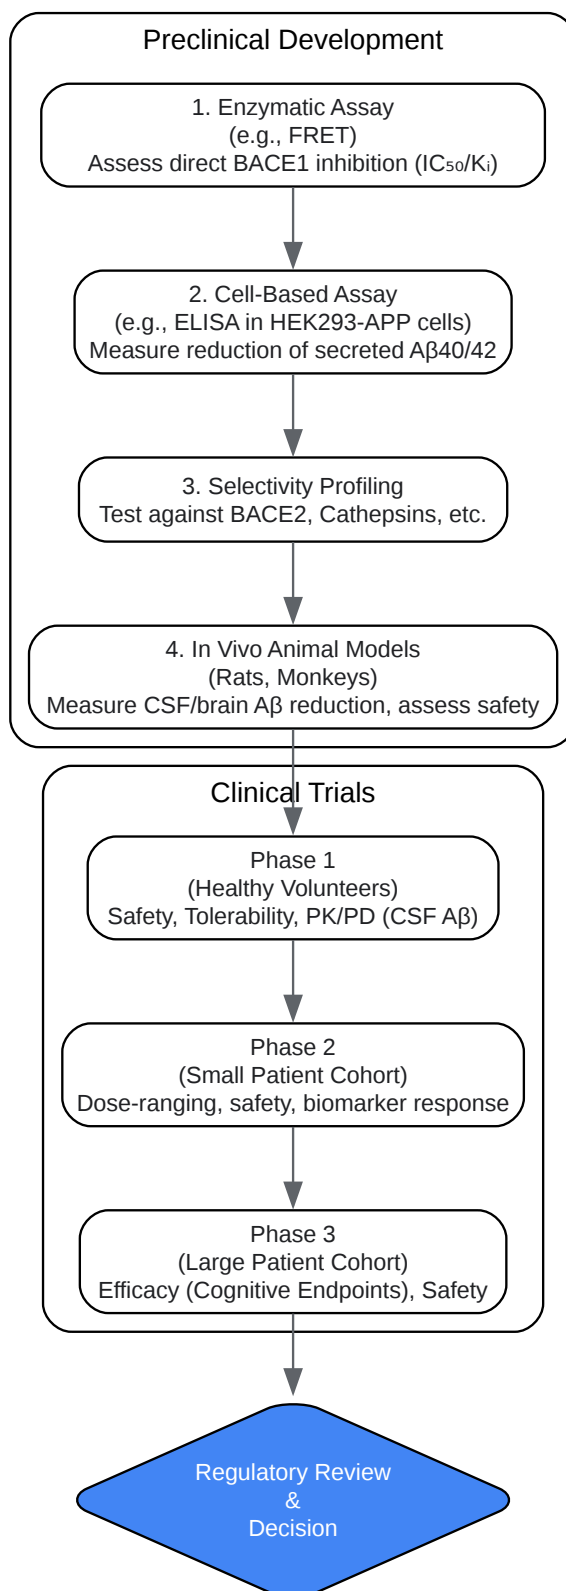 Preclinical Development
1. Enzymatic Assay
(e.g., FRET)
Assess direct BACE1 inhibition (IC₅₀/Kᵢ)
2. Cell-Based Assay
(e.g., ELISA in HEK293-APP cells)
Measure reduction of secreted Aβ40/42
3. Selectivity Profiling
Test against BACE2, Cathepsins, etc.
4. In Vivo Animal Models
(Rats, Monkeys)
Measure CSF/brain Aβ reduction, assess safety
Clinical Trials
Phase 1
(Healthy Volunteers)
Safety, Tolerability, PK/PD (CSF Aβ)
Phase 2
(Small Patient Cohort)
Dose-ranging, safety, biomarker response
Phase 3
(Large Patient Cohort)
Efficacy (Cognitive Endpoints), Safety
Regulatory Review
&
Decision